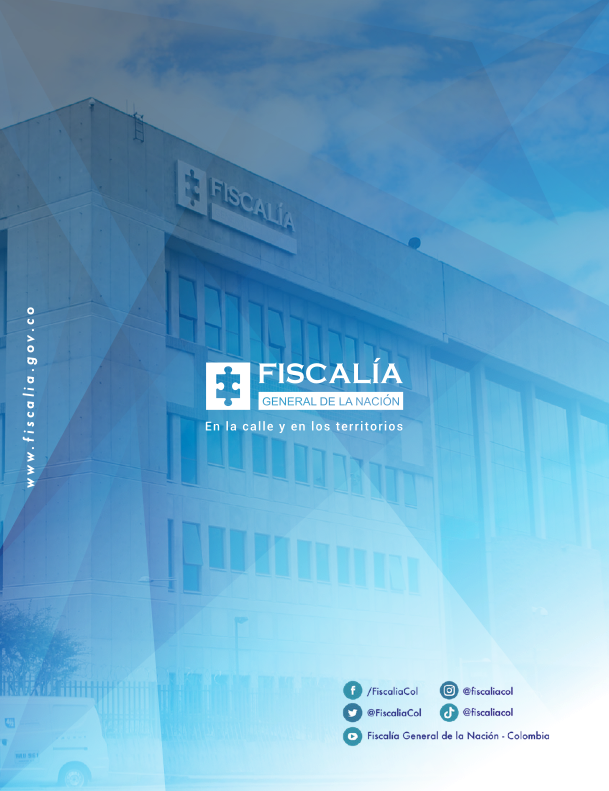 FISCALÍA
www.fiscalia.gov.co
FISCALÍA
GENERAL DE LA NACIÓN
En la calle y en los territorios
/FiscaliaCol
@fiscaliacol
@FiscaliaCol
@fiscaliacol
Fiscalía General de la Nación - Colombia